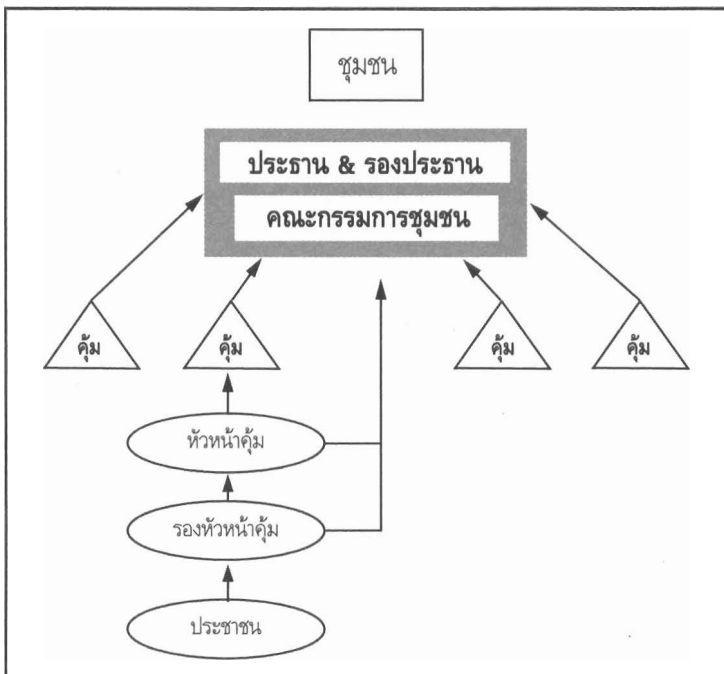 ชุมชน
ประธาน & รองประธาน
คณะกรรมการชุมชน
คุ้ม
คุ้ม
คุ้ม
คุ้ม
หัวหน้าคุ้ม
รองหัวหน้าคุ้ม
ประชาชน